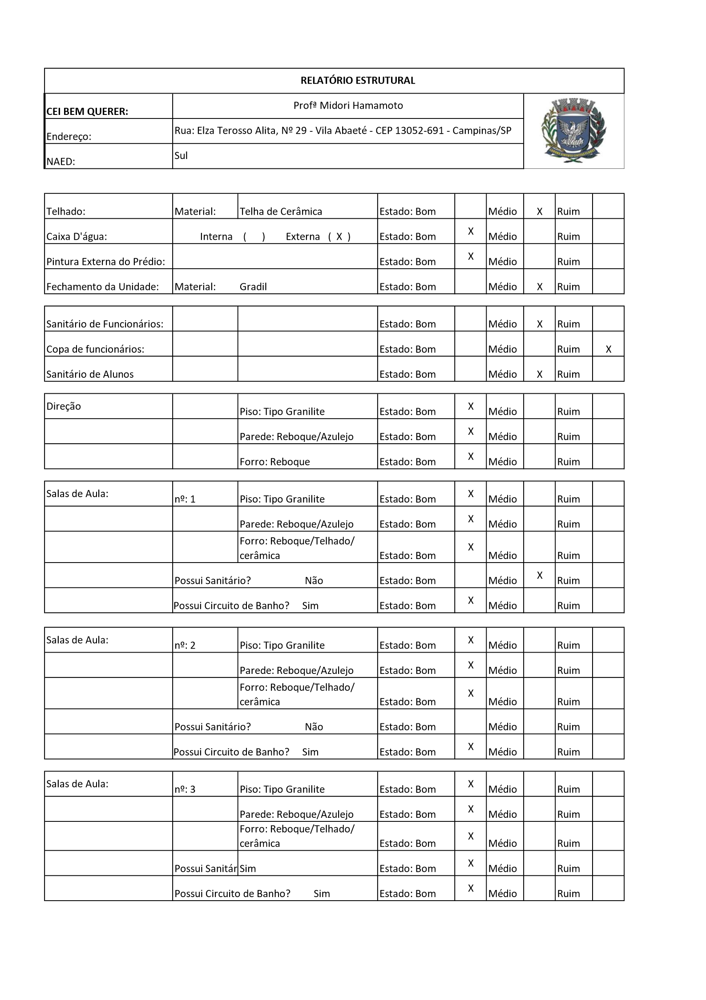 RELATÓRIO ESTRUTURAL
CEI BEM QUERER: Profª Midori Hamamoto
Endereço: Rua: Elza Terosso Alita, Nº 29 - Vila Abaeté - CEP 13052-691 - Campinas/SP
NAED: Sul
Telhado: Material: Telha de Cerâmica Estado: Bom Médio X Ruim
Caixa D'água: Interna ( ) Externa ( X ) Estado: Bom X Médio Ruim
Pintura Externa do Prédio: Estado: Bom X Médio Ruim
Fechamento da Unidade: Material: Gradil Estado: Bom Médio X Ruim
Sanitário de Funcionários: Estado: Bom Médio X Ruim
Copa de funcionários: Estado: Bom Médio Ruim X
Sanitário de Alunos Estado: Bom Médio X Ruim
Direção Piso: Tipo Granilite Estado: Bom X Médio Ruim
Parede: Reboque/Azulejo Estado: Bom X Médio Ruim
Forro: Reboque Estado: Bom X Médio Ruim
Salas de Aula: nº: 1 Piso: Tipo Granilite Estado: Bom X Médio Ruim
Parede: Reboque/Azulejo Estado: Bom X Médio Ruim
Forro: Reboque/Telhado/
cerâmica Estado: Bom X Médio Ruim
Possui Sanitário? Não Estado: Bom Médio X Ruim
Possui Circuito de Banho? Sim Estado: Bom X Médio Ruim
Salas de Aula: nº: 2 Piso: Tipo Granilite Estado: Bom X Médio Ruim
Parede: Reboque/Azulejo Estado: Bom X Médio Ruim
Forro: Reboque/Telhado/
cerâmica Estado: Bom X Médio Ruim
Possui Sanitário? Não Estado: Bom Médio Ruim
Possui Circuito de Banho? Sim Estado: Bom X Médio Ruim
Salas de Aula: nº: 3 Piso: Tipo Granilite Estado: Bom X Médio Ruim
Parede: Reboque/Azulejo Estado: Bom X Médio Ruim
Forro: Reboque/Telhado/
cerâmica Estado: Bom X Médio Ruim
Possui Sanitár Sim Estado: Bom X Médio Ruim
Possui Circuito de Banho? Sim Estado: Bom X Médio Ruim